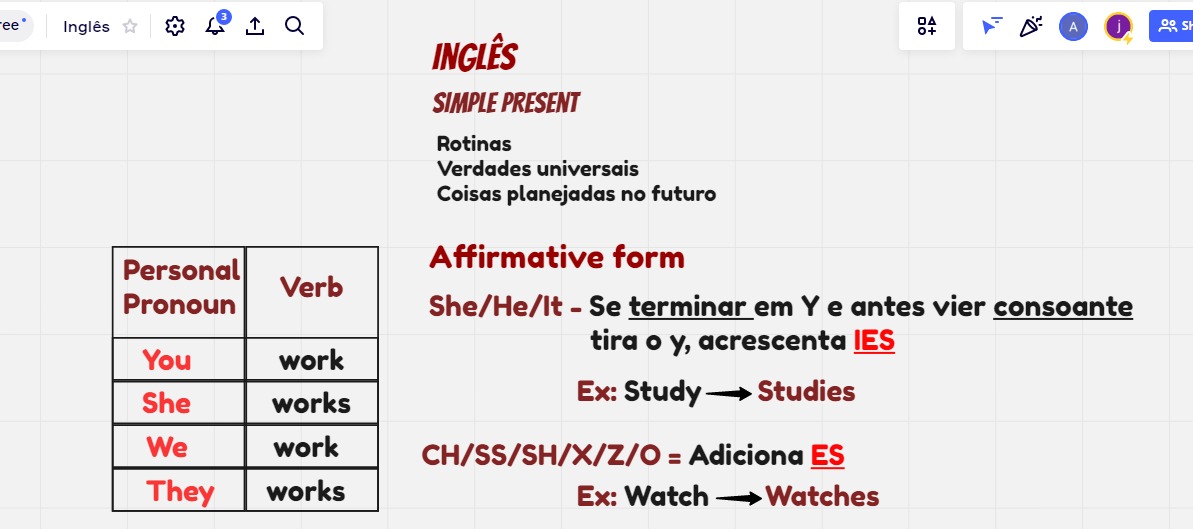 ree
Inglês
3
A
j
Sh
INGLÊS
SIMPLE PRESENT
Rotinas
Verdades universais
Coisas planejadas no futuro
Personal Pronoun
Verb
You work
She works
We work
They works
Affirmative form
She/He/It - Se terminar em Y e antes vier consoante
tira o y, acrescenta IES
Ex: Study Studies
CH/SS/SH/X/Z/O = Adiciona ES
Ex: Watch Watches